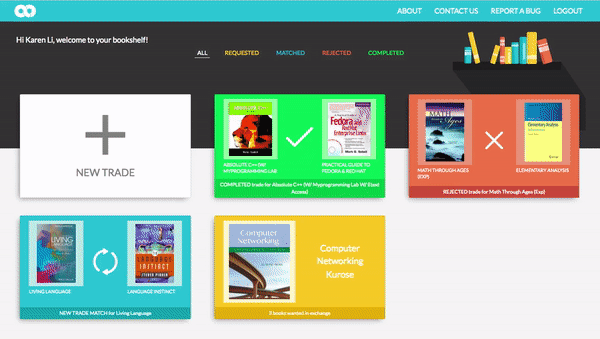 ABOUT CONTACT US REPORT A BUG LOGOUT
Hi Karen Li, welcome to your bookshelf!
ALL REQUESTED MATCHED REJECTED COMPLETED
NEW TRADE
ABSOLUTE C++ (W/
MYPROGRAMMING LAB
Fedora and
Red Hat
Enterprise Linux
PRACTICAL GUIDE TO
FEDORA & RED HAT
COMPLETED trade for Absolute C++ (W/ Myprogramming Lab W/ Etext
Access)
MATH
THROUGH
Ages
MATH THROUGH AGES
(EXP)
Elementary Analysis
ELEMENTARY ANALYSIS
REJECTED trade for Math Through Ages (Exp)
LIVING
LANGUAGE
LIVING LANGUAGE
LANGUAGE
INSTINCT
STEVEN PINKER
LANGUAGE INSTINCT
NEW TRADE MATCH for Living Language
Computer
Networking
Computer
Networking
Kurose
3 books wanted in exchange